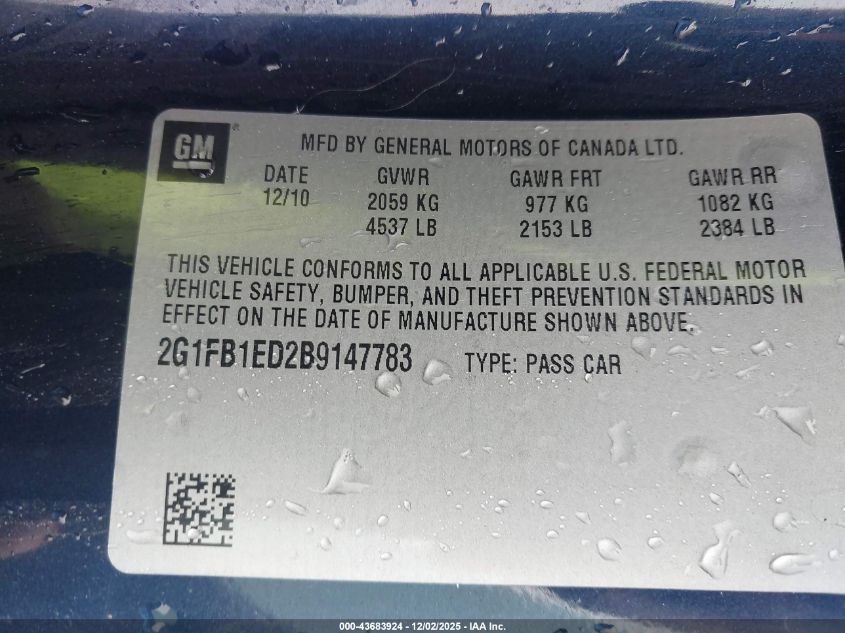 GM ® MFD BY GENERAL MOTORS OF CANADA LTD.
DATE GVWR GAWR FRT GAWR RR
12/10 2059 KG 977 KG 1082 KG
4537 LB 2153 LB 2384 LB
THIS VEHICLE CONFORMS TO ALL APPLICABLE U.S. FEDERAL MOTOR
VEHICLE SAFETY, BUMPER, AND THEFT PREVENTION STANDARDS IN
EFFECT ON THE DATE OF MANUFACTURE SHOWN ABOVE.
2G1FB1ED2B9147783 TYPE: PASS CAR
000-43683924 - 12/02/2025 - IAA Inc.